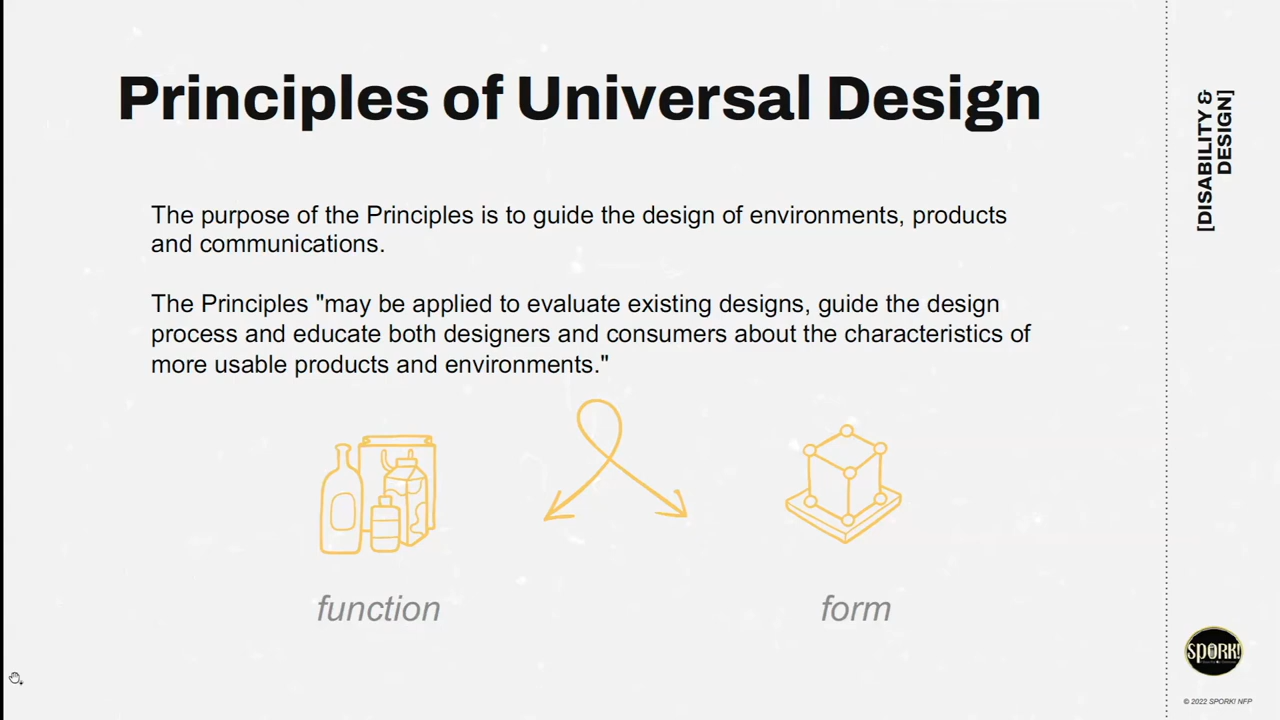 Principles of Universal Design
[DISABILITY &
DESIGN]
The purpose of the Principles is to guide the design of environments, products
and communications.
The Principles "may be applied to evaluate existing designs, guide the design
process and educate both designers and consumers about the characteristics of
more usable products and environments."
function
form
SPORK!
© 2022 SPORK! NFP